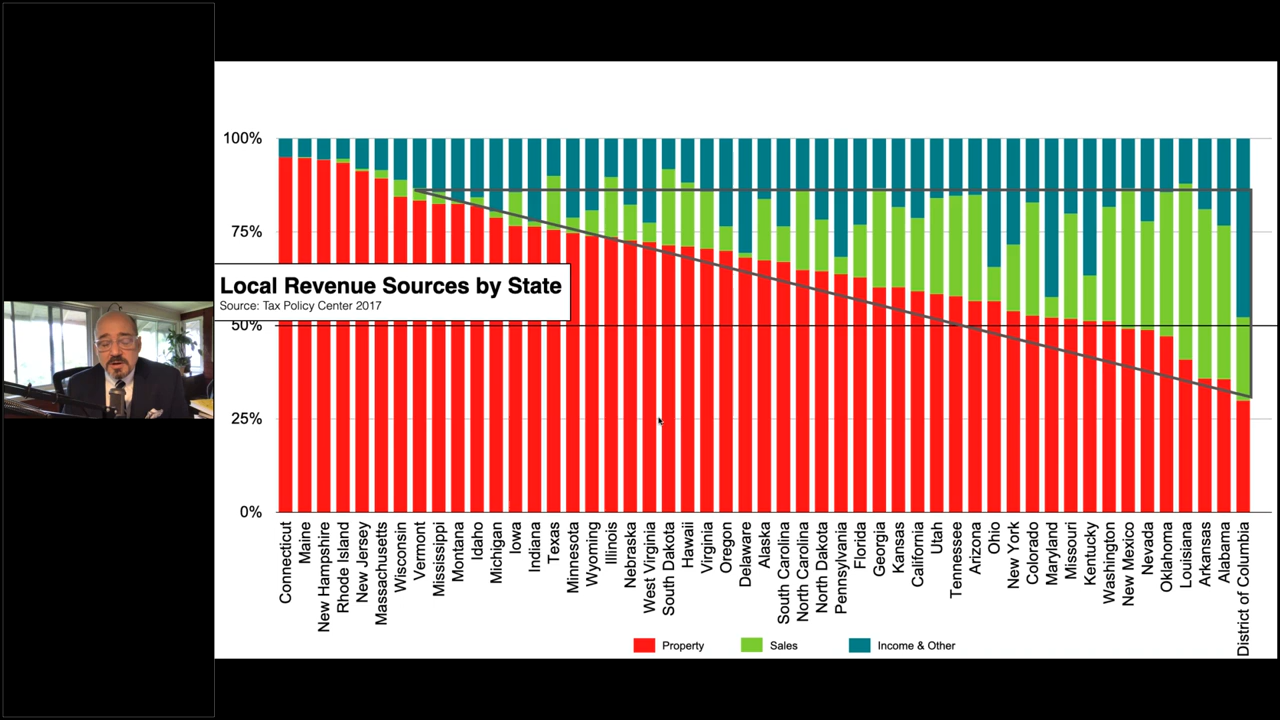 100%
75%
Local Revenue Sources by State
Source: Tax Policy Center 2017
50%
25%
0%
Connecticut
Maine
New Hampshire
Rhode Island
New Jersey
Massachusetts
Wisconsin
Vermont
Mississippi
Montana
Idaho
Michigan
Iowa
Indiana
Texas
Minnesota
Wyoming
Illinois
Nebraska
West Virginia
South Dakota
Hawaii
Virginia
Oregon
Delaware
Alaska
South Carolina
North Carolina
North Dakota
Pennsylvania
Florida
Georgia
Kansas
California
Utah
Tennessee
Arizona
Ohio
New York
Colorado
Maryland
Missouri
Kentucky
Washington
New Mexico
Nevada
Oklahoma
Louisiana
Arkansas
Alabama
District of Columbia
Property
Sales
Income & Other